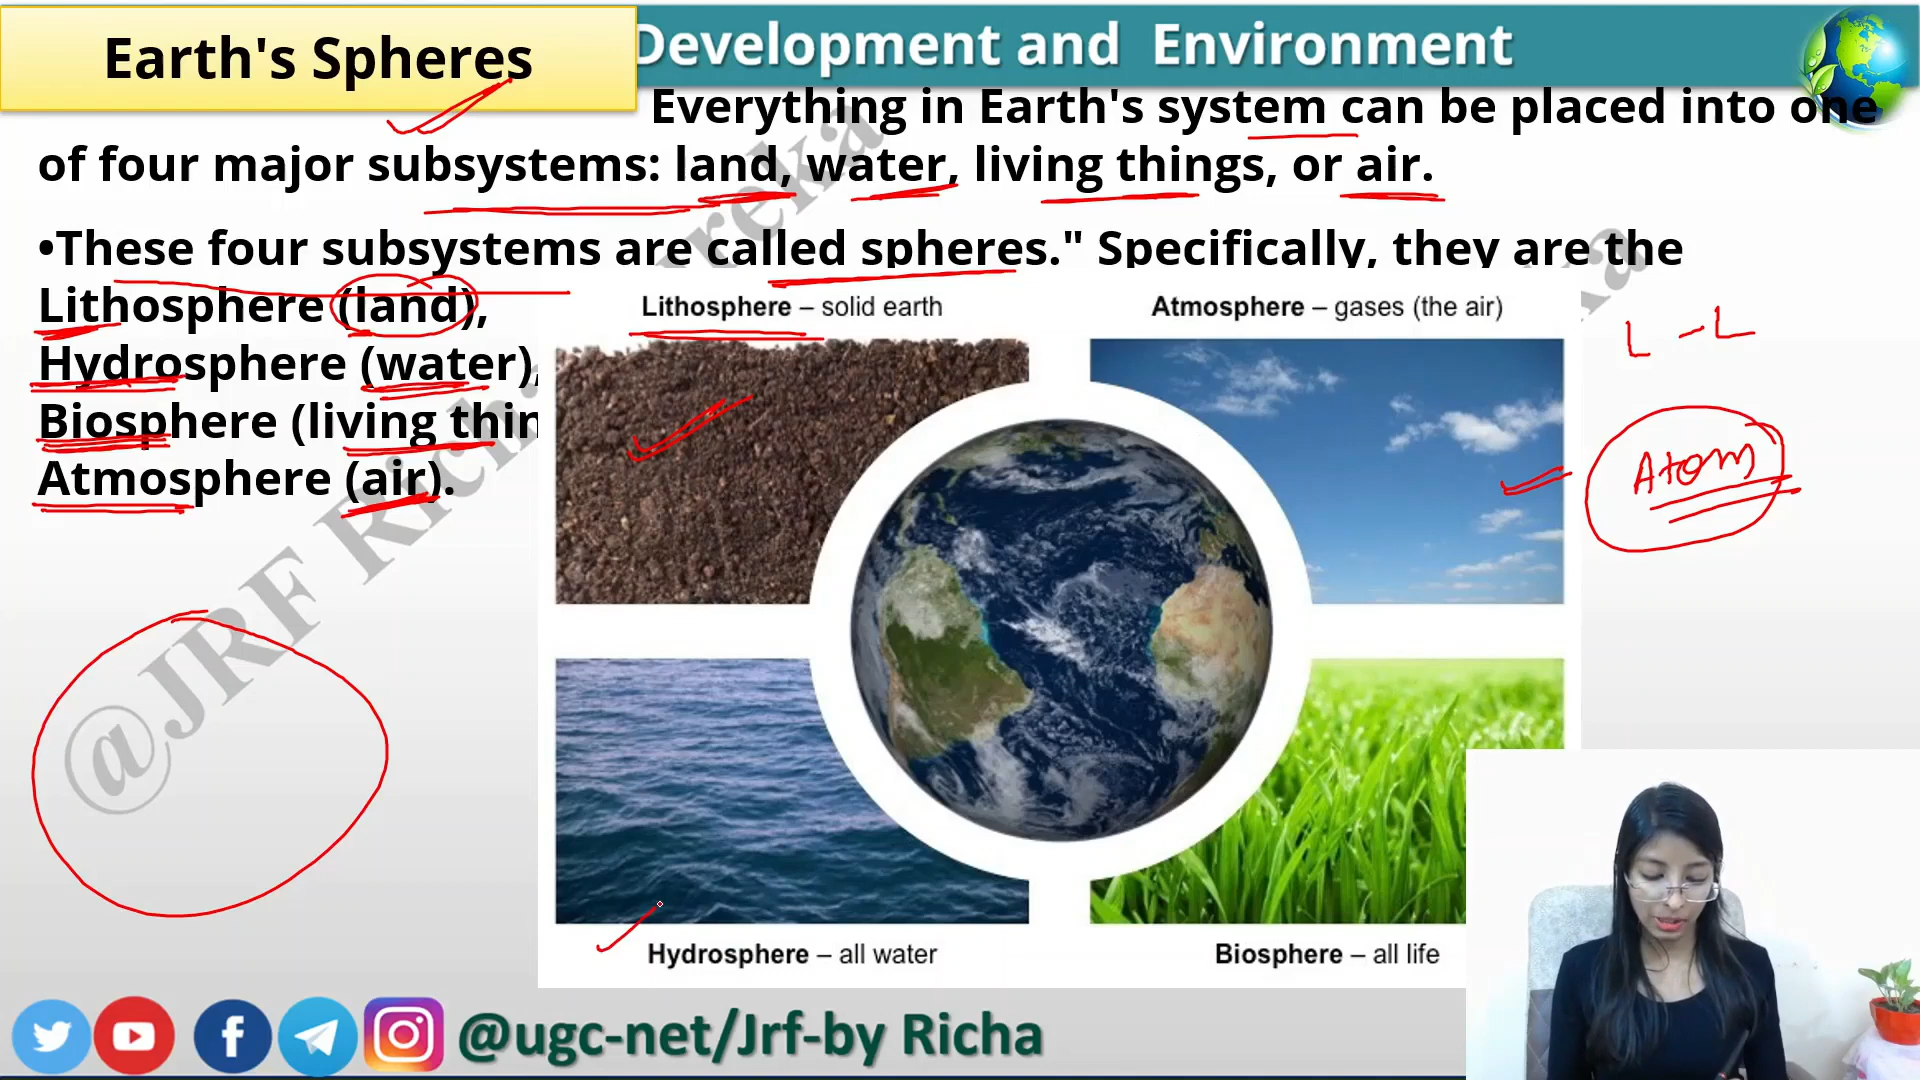 Earth's Spheres
Development and Environment
Everything in Earth's system can be placed into one
of four major subsystems: land, water, living things, or air.
•These four subsystems are called spheres." Specifically, they are the
Lithosphere (land),
Hydrosphere (water),
Biosphere (living thin
Atmosphere (air).
Lithosphere – solid earth
Atmosphere – gases (the air)
L - L
Atom
Hydrosphere – all water
Biosphere – all life
@JRF Richa
@ugc-net/Jrf-by Richa